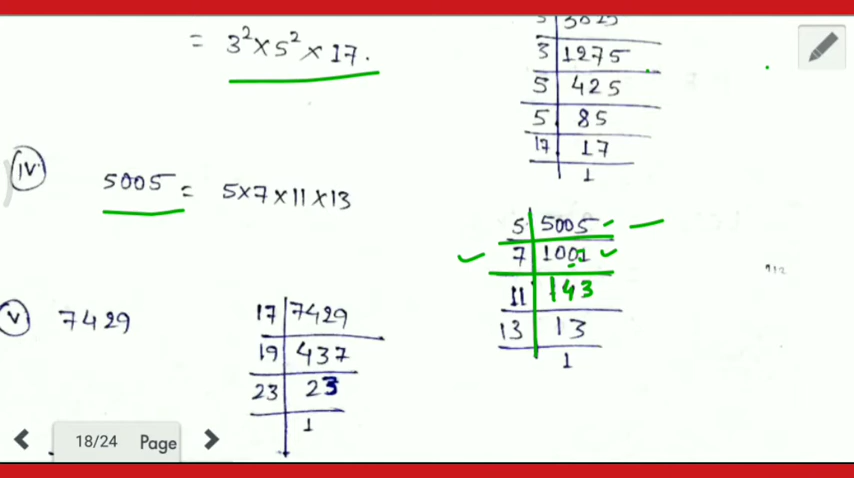 = 3²×5²×17.
3 | 1275
5 | 425
5 | 85
17 | 17
1
(iv) 5005 = 5×7×11×13
5 | 5005
7 | 1001
11 | 143
13 | 13
1
(v) 7429
17 | 7429
19 | 437
23 | 23
1
18/24 Page